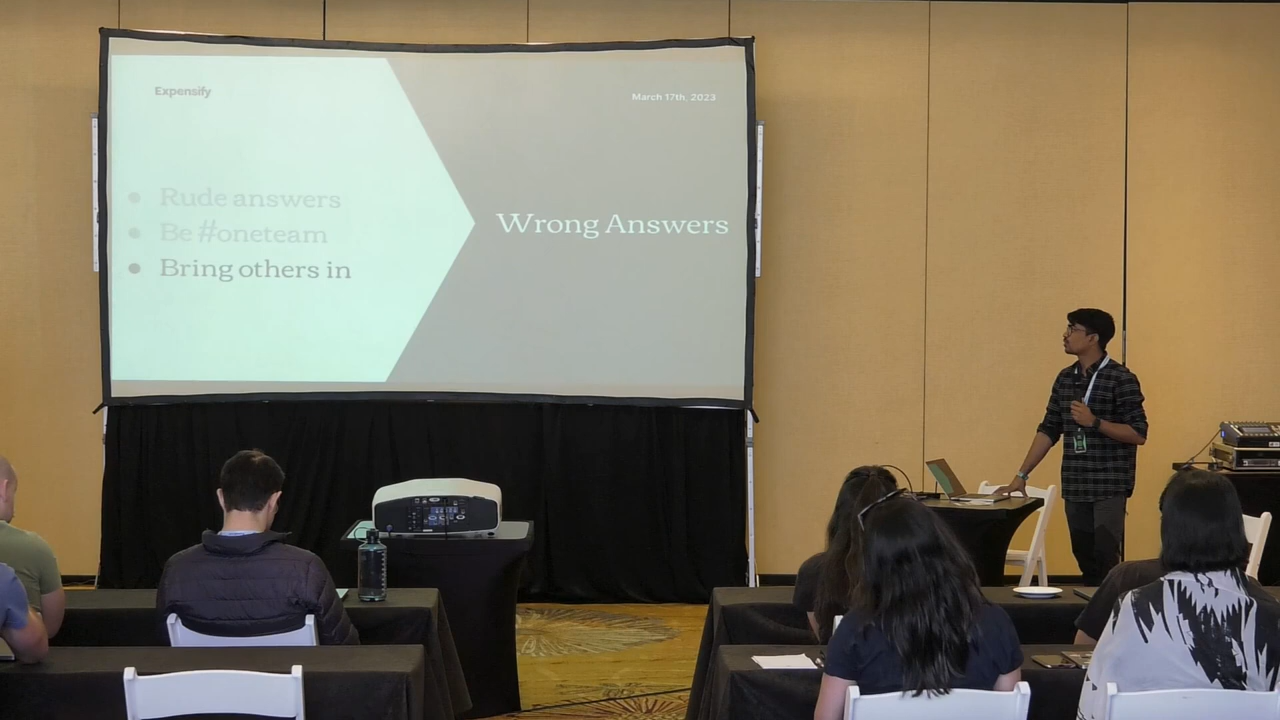 Expensify
March 17th, 2023
• Rude answers
• Be #oneteam
• Bring others in
Wrong Answers